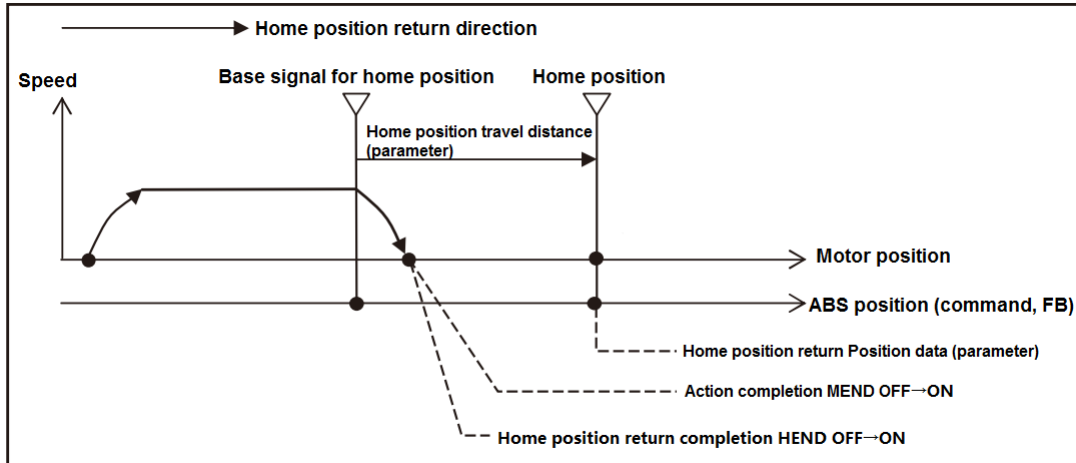 Home position return direction
Speed
Base signal for home position
Home position
Home position travel distance
(parameter)
Motor position
ABS position (command, FB)
Home position return Position data (parameter)
Action completion MEND OFF→ON
Home position return completion HEND OFF→ON